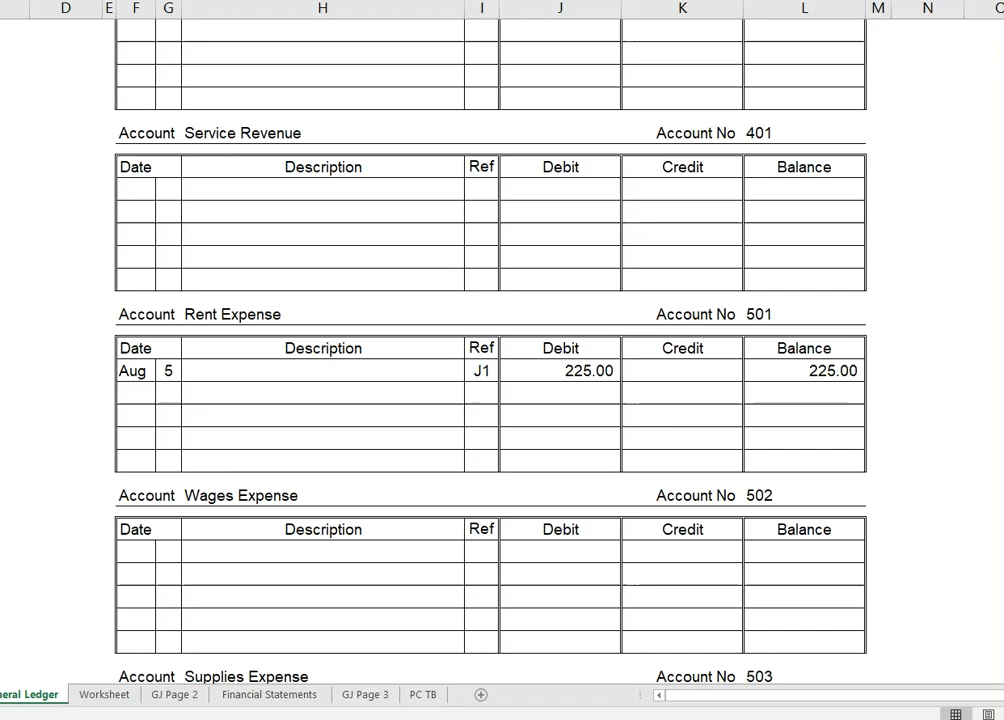 D E F G H I J K L M N
Account Service Revenue Account No 401
Date Description Ref Debit Credit Balance
Account Rent Expense Account No 501
Date Description Ref Debit Credit Balance
Aug 5 J1 225.00 225.00
Account Wages Expense Account No 502
Date Description Ref Debit Credit Balance
Account Supplies Expense Account No 503
neral Ledger Worksheet GJ Page 2 Financial Statements GJ Page 3 PC TB